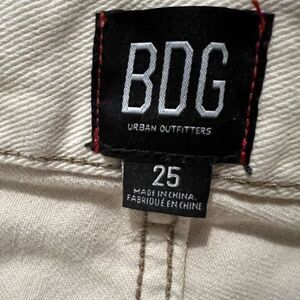 BDG
URBAN OUTFITTERS
25
MADE IN CHINA
FABRIQUÉ EN CHINE